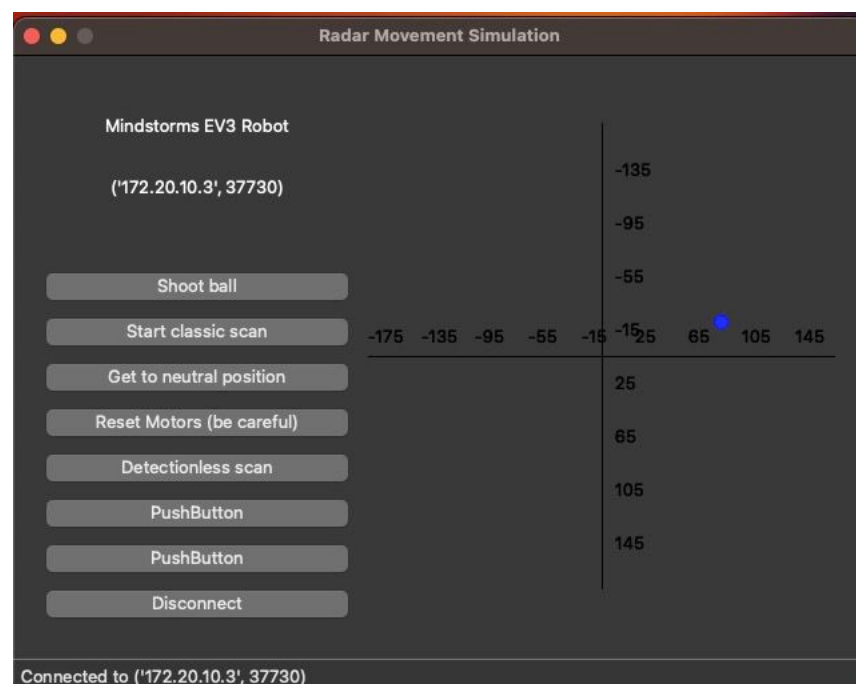 Radar Movement Simulation
Mindstorms EV3 Robot
('172.20.10.3', 37730)
Shoot ball
Start classic scan
Get to neutral position
Reset Motors (be careful)
Detectionless scan
PushButton
PushButton
Disconnect
-135
-95
-55
-15
-175 -135 -95 -55 -15 25 65 105 145
25
65
105
145
Connected to ('172.20.10.3', 37730)